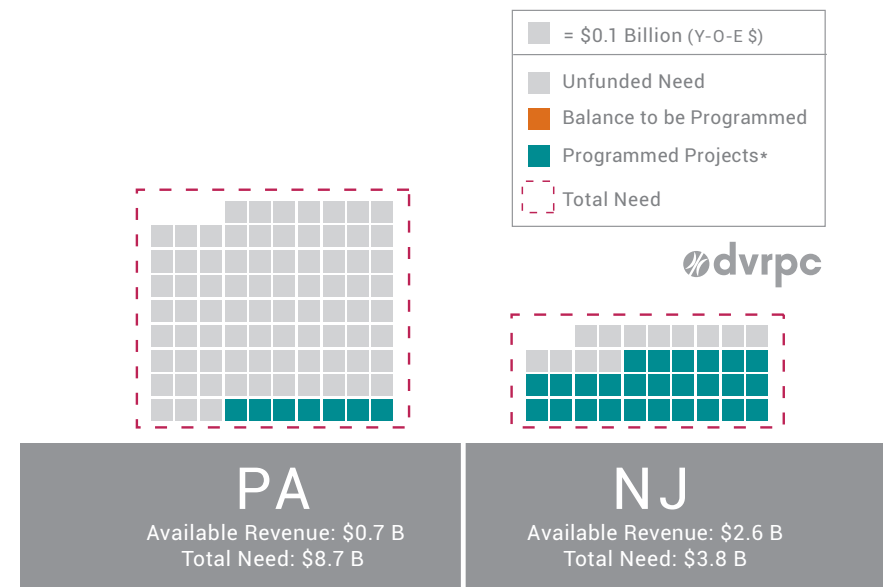 = $0.1 Billion (Y-O-E $)
Unfunded Need
Balance to be Programmed
Programmed Projects*
Total Need
dvrpc
PA
Available Revenue: $0.7 B
Total Need: $8.7 B
NJ
Available Revenue: $2.6 B
Total Need: $3.8 B